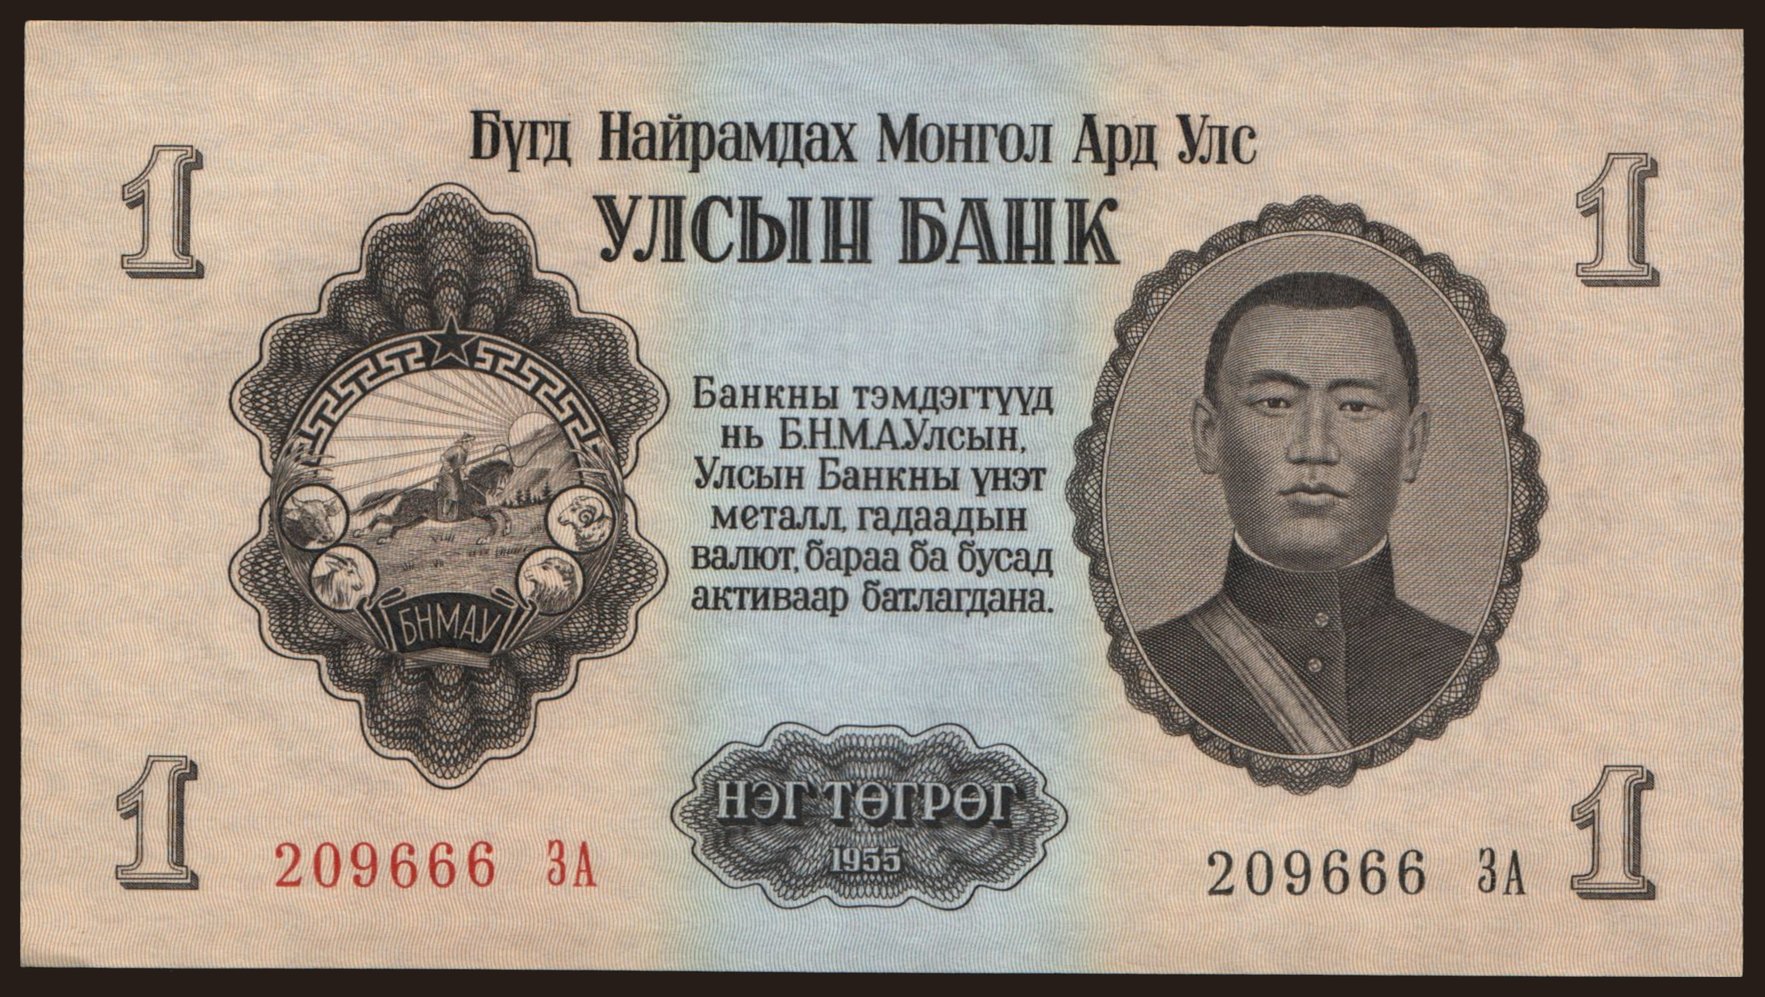 1
1
Бүгд Найрамдах Монгол Ард Улс
УЛСЫН БАНК
Банкны тэмдэгтүүд
нь Б.Н.М.А.Улсын,
Улсын Банкны үнэт
металл, гадаадын
валют, бараа ба бусад
активаар батлагдана.
БНМАУ
НЭГ ТӨГРӨГ
1955
1
209666 ЗА
209666 ЗА
1